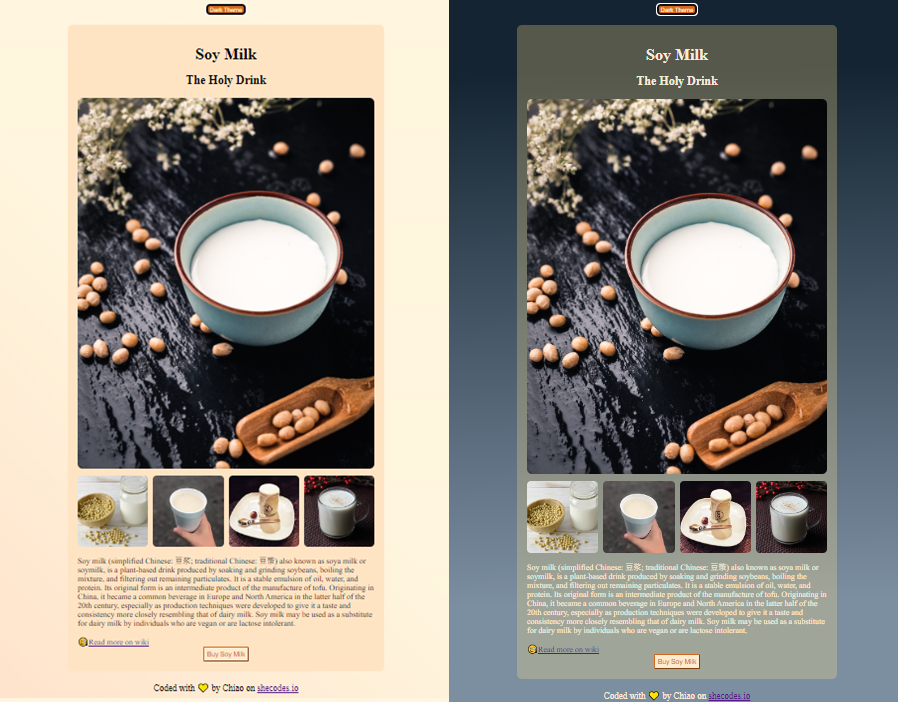 Dark Theme
Soy Milk
The Holy Drink
Soy milk (simplified Chinese: 豆浆; traditional Chinese: 豆漿) also known as soya milk or
soymilk, is a plant-based drink produced by soaking and grinding soybeans, boiling the
mixture, and filtering out remaining particulates. It is a stable emulsion of oil, water, and
protein. Its original form is an intermediate product of the manufacture of tofu. Originating in
China, it became a common beverage in Europe and North America in the latter half of the
20th century, especially as production techniques were developed to give it a taste and
consistency more closely resembling that of dairy milk. Soy milk may be used as a substitute
for dairy milk by individuals who are vegan or are lactose intolerant.
Read more on wiki
Buy Soy Milk
Coded with 💛 by Chiao on shecodes.io
Dark Theme
Soy Milk
The Holy Drink
Soy milk (simplified Chinese: 豆浆; traditional Chinese: 豆漿) also known as soya milk or
soymilk, is a plant-based drink produced by soaking and grinding soybeans, boiling the
mixture, and filtering out remaining particulates. It is a stable emulsion of oil, water, and
protein. Its original form is an intermediate product of the manufacture of tofu. Originating in
China, it became a common beverage in Europe and North America in the latter half of the
20th century, especially as production techniques were developed to give it a taste and
consistency more closely resembling that of dairy milk. Soy milk may be used as a substitute
for dairy milk by individuals who are vegan or are lactose intolerant.
Read more on wiki
Buy Soy Milk
Coded with 💛 by Chiao on shecodes.io